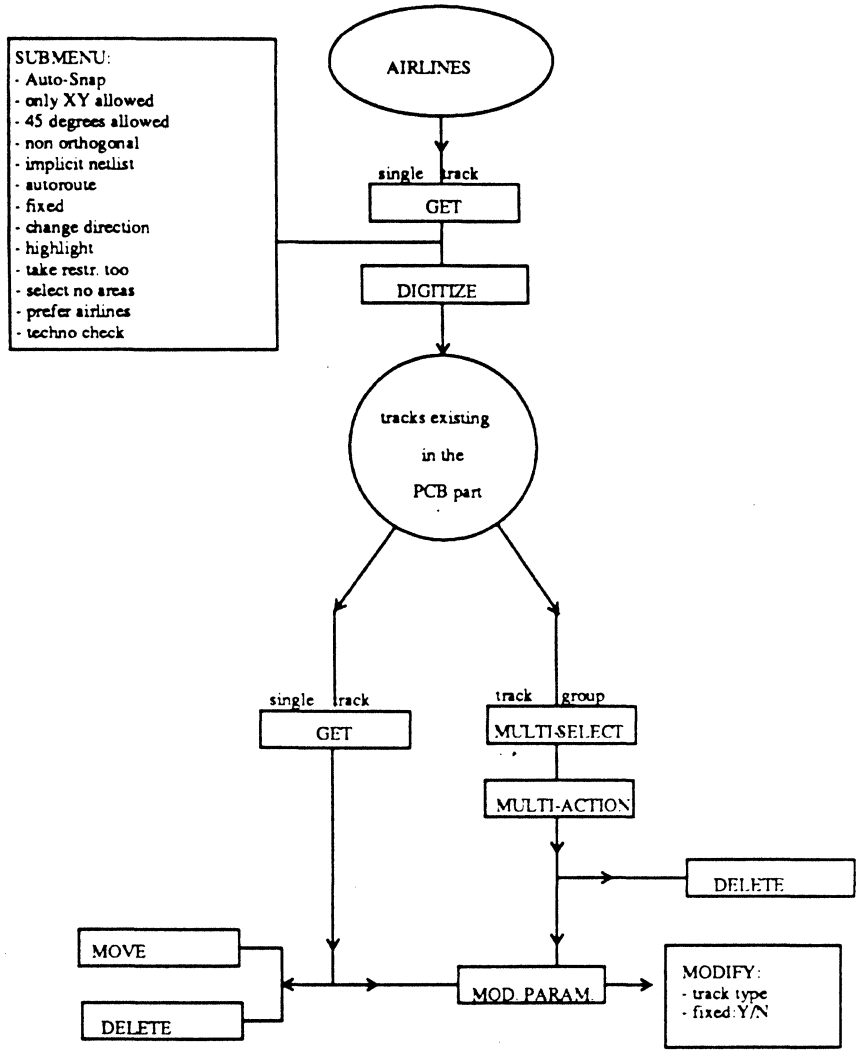 SUBMENU:
- Auto-Snap
- only XY allowed
- 45 degrees allowed
- non orthogonal
- implicit netlist
- autoroute
- fixed
- change direction
- highlight
- take restr. too
- select no areas
- prefer airlines
- techno check
AIRLINES
single track
GET
DIGITIZE
tracks existing
in the
PCB part
single track
GET
track group
MULTI-SELECT
MULTI-ACTION
DELETE
MOVE
DELETE
MOD. PARAM.
MODIFY:
- track type
- fixed:Y/N